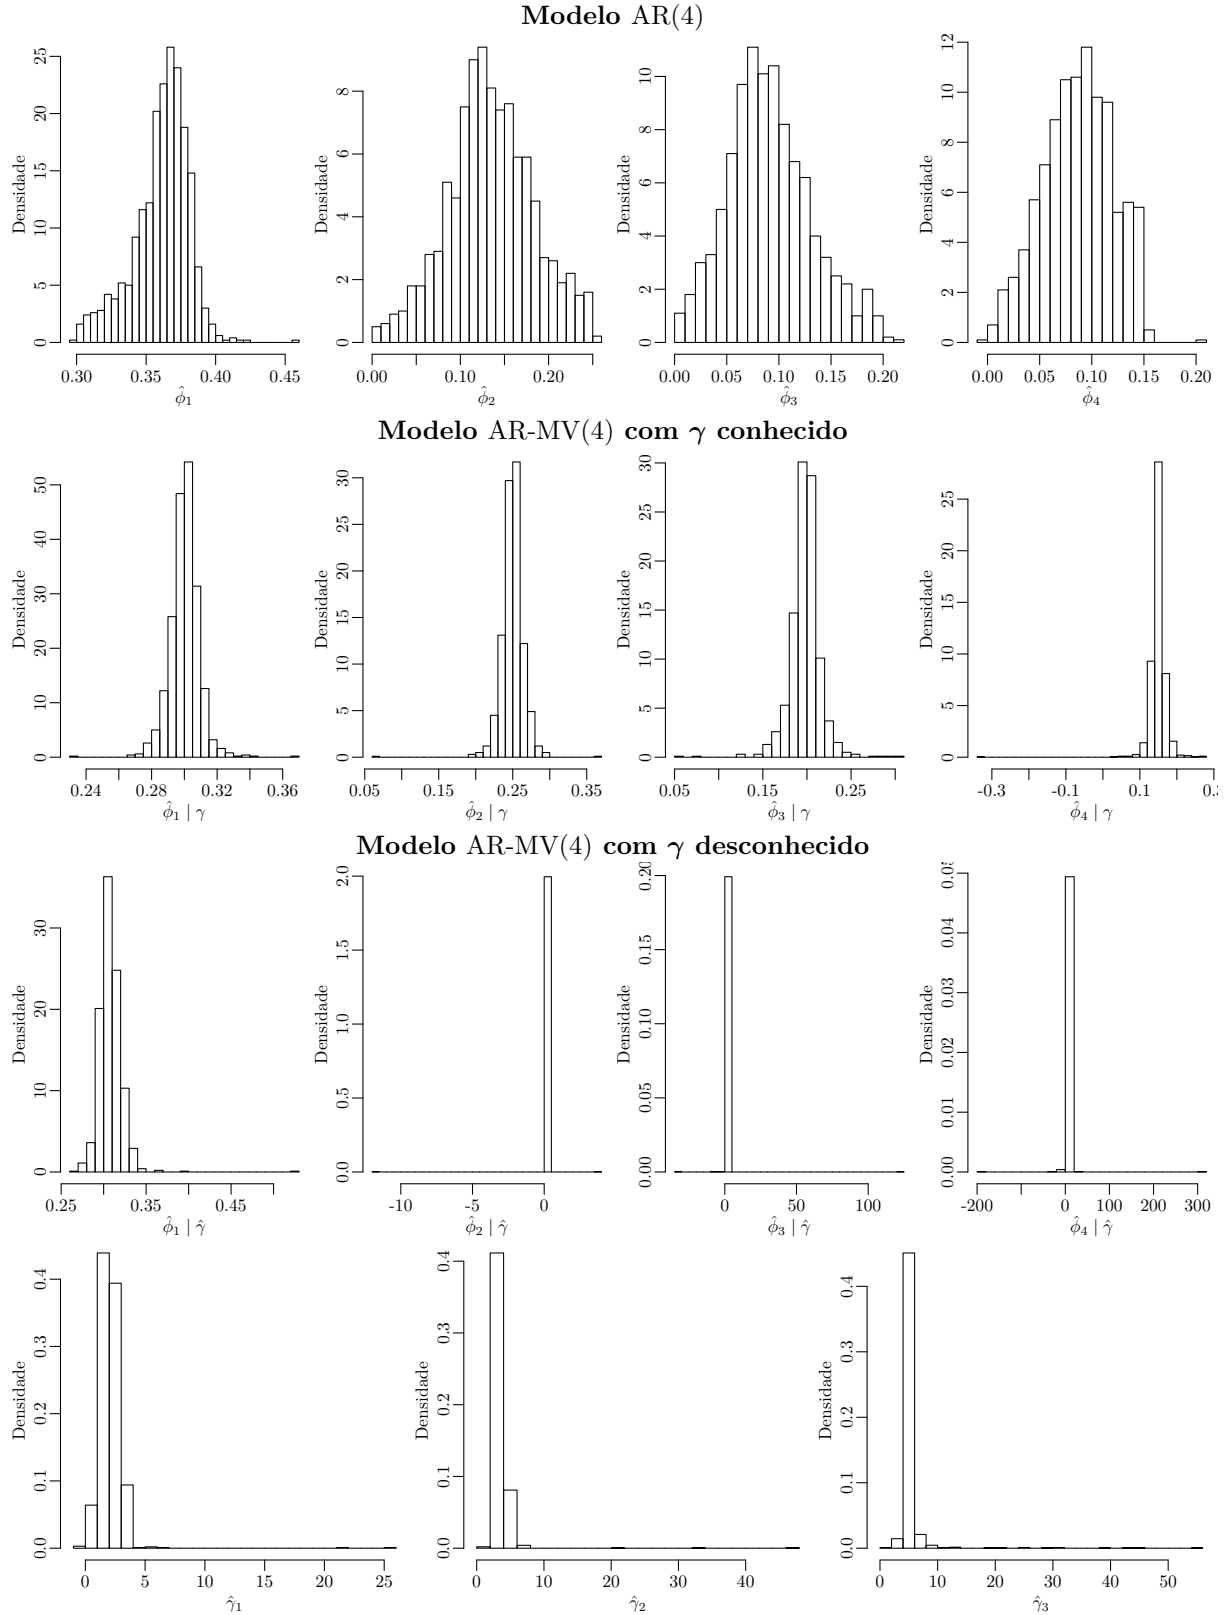 Modelo AR(4)
Densidade
0 5 10 15 20 25
0.30 0.35 0.40 0.45
φ̂1
Densidade
0 2 4 6 8
0.00 0.10 0.20
φ̂2
Densidade
0 2 4 6 8 10
0.00 0.05 0.10 0.15 0.20
φ̂3
Densidade
0 2 4 6 8 10 12
0.00 0.05 0.10 0.15 0.20
φ̂4
Modelo AR-MV(4) com γ conhecido
Densidade
0 10 20 30 40 50
0.24 0.28 0.32 0.36
φ̂1 | γ
Densidade
0 5 10 15 20 25 30
0.05 0.15 0.25 0.35
φ̂2 | γ
Densidade
0 5 10 15 20 25 30
0.05 0.15 0.25
φ̂3 | γ
Densidade
0 5 10 15 20 25
-0.3 -0.1 0.1
φ̂4 | γ
Modelo AR-MV(4) com γ desconhecido
Densidade
0 10 20 30
0.25 0.35 0.45
φ̂1 | γ̂
Densidade
0.0 0.5 1.0 1.5 2.0
-10 -5 0
φ̂2 | γ̂
Densidade
0.00 0.05 0.10 0.15 0.20
0 50 100
φ̂3 | γ̂
Densidade
0.00 0.01 0.02 0.03 0.04
-200 0 100 200 300
φ̂4 | γ̂
Densidade
0.0 0.1 0.2 0.3 0.4
0 5 10 15 20 25
γ̂1
Densidade
0.0 0.1 0.2 0.3 0.4
0 10 20 30 40
γ̂2
Densidade
0.0 0.1 0.2 0.3 0.4
0 10 20 30 40 50
γ̂3